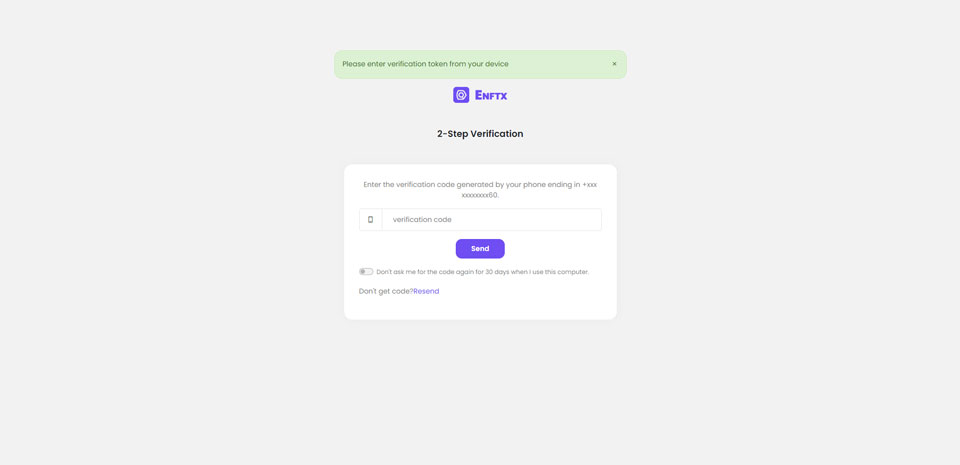 Please enter verification token from your device ×
ENFTX
2-Step Verification
Enter the verification code generated by your phone ending in +xxx
xxxxxxxx60.
verification code
Send
Don't ask me for the code again for 30 days when I use this computer.
Don't get code?Resend